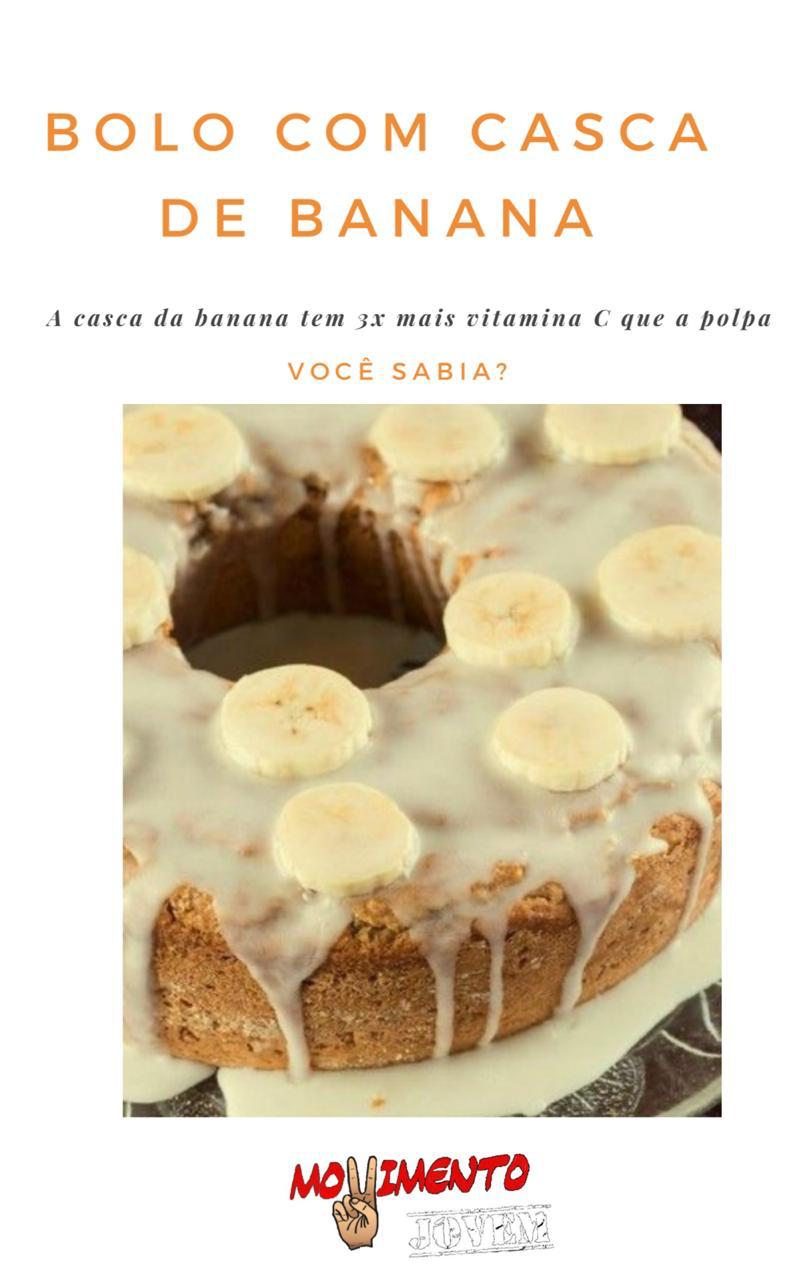 BOLO COM CASCA
DE BANANA
A casca da banana tem 3x mais vitamina C que a polpa
VOCÊ SABIA?
MOVIMENTO
JOVEM